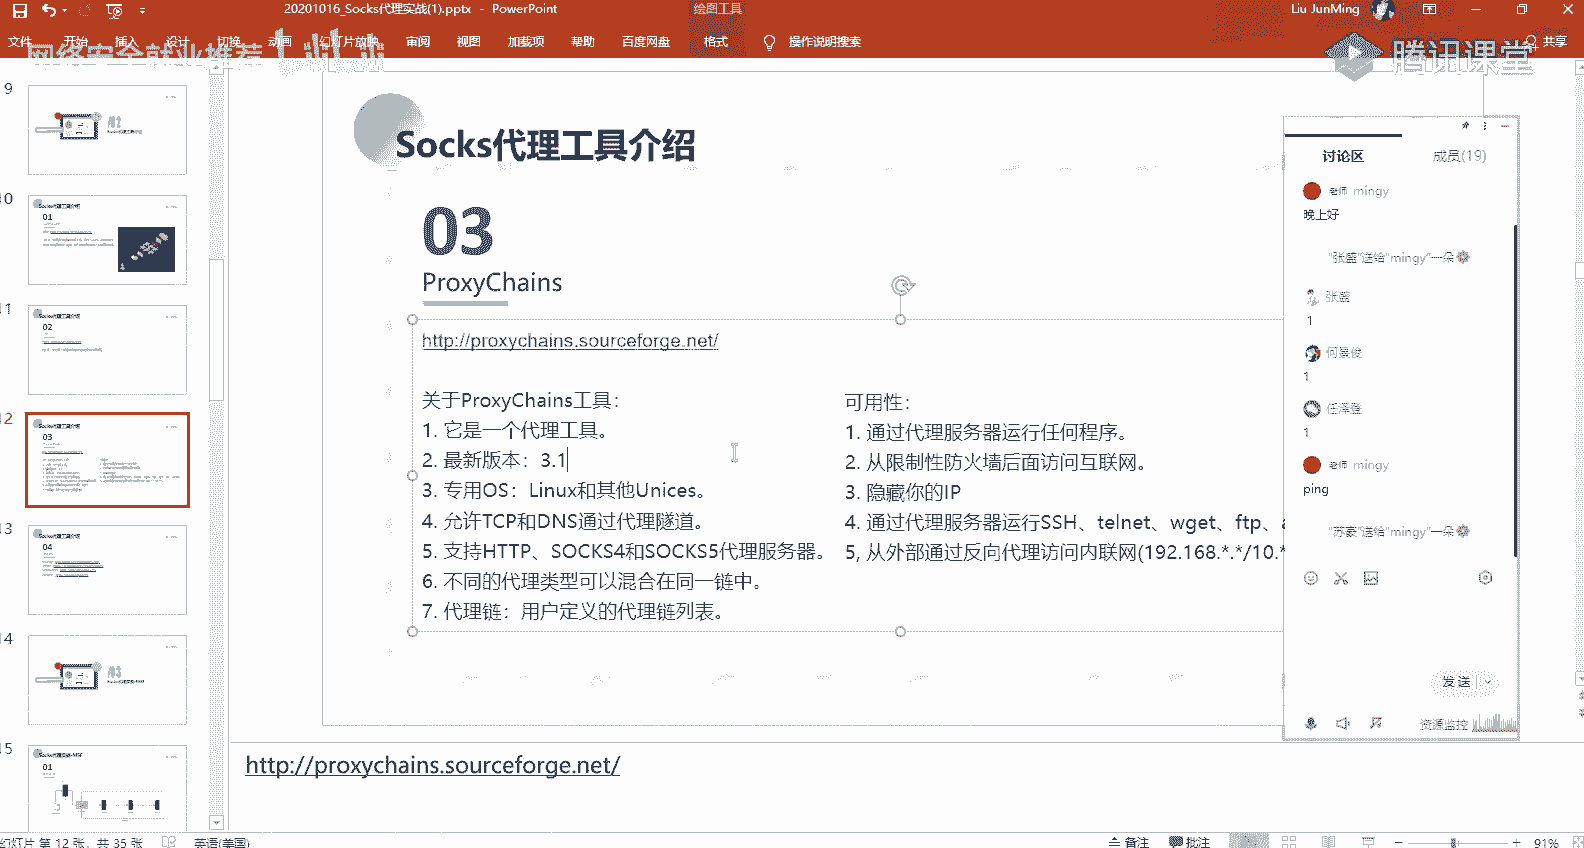 20201016_Socks代理实战(1).pptx - PowerPoint
绘图工具
Liu JunMing
文件 开始 插入 设计 切换 动画 幻灯片放映 审阅 视图 加载项 帮助 百度网盘 格式 操作说明搜索 共享
网络安全就业推荐
腾讯课堂
9
10
11
12
13
14
15
Socks代理工具介绍
03
ProxyChains
http://proxychains.sourceforge.net/
关于ProxyChains工具：
1. 它是一个代理工具。
2. 最新版本：3.1
3. 专用OS：Linux和其他Unices。
4. 允许TCP和DNS通过代理隧道。
5. 支持HTTP、SOCKS4和SOCKS5代理服务器。
6. 不同的代理类型可以混合在同一链中。
7. 代理链：用户定义的代理链列表。
可用性：
1. 通过代理服务器运行任何程序。
2. 从限制性防火墙后面访问互联网。
3. 隐藏你的IP
4. 通过代理服务器运行SSH、telnet、wget、ftp、a
5, 从外部通过反向代理访问内联网(192.168.*.*/10.*
讨论区 成员(19)
老师 mingy
晚上好
"张盛"送给"mingy"一朵
张盛
1
何景俊
1
任泽登
1
老师 mingy
ping
"苏豪"送给"mingy"一朵
发送
资源监控
http://proxychains.sourceforge.net/
幻灯片 第 12 张，共 35 张 英语(美国)
备注 批注 91%